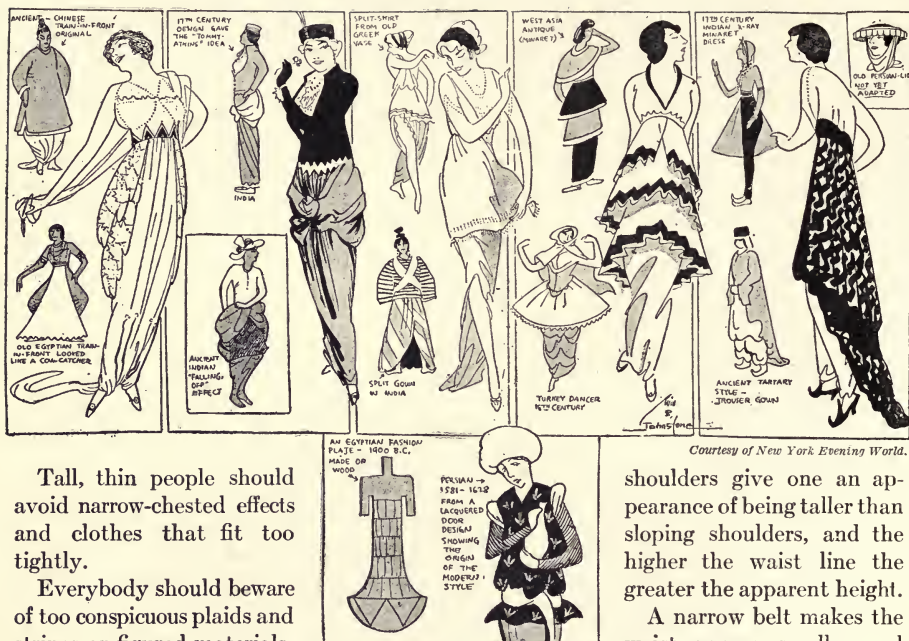 ANCIENT - CHINESE
TRAIN-IN-FRONT
ORIGINAL
OLD EGYPTIAN TRAIN-
IN-FRONT LOOKED
LIKE A COW-CATCHER
17TH CENTURY
DESIGN GAVE
THE "TOMMY-
ATKINS" IDEA
INDIA
ANCIENT
INDIAN
"FALLING-
OFF"
EFFECT
SPLIT-SKIRT
FROM OLD
GREEK
VASE
SPLIT GOWN
IN INDIA
WEST ASIA
ANTIQUE
(MINARET)
TURKEY DANCER
CENTURY
17TH CENTURY
INDIAN X-RAY
MINARET
DRESS
ANCIENT TARTARY
STYLE -
TROUSER GOWN
OLD PERSIAN-LID
NOT YET
ADAPTED
Will
B.
Johnstone
Courtesy of New York Evening World.
Tall, thin people should
avoid narrow-chested effects
and clothes that fit too
tightly.
Everybody should beware
of too conspicuous plaids and
AN EGYPTIAN FASHION
PLATE - 1900 B.C.
MADE OF
WOOD
PERSIAN
1581 - 1628
FROM A
LACQUERED
DOOR
DESIGN
SHOWING
THE
ORIGIN
OF THE
MODERN
STYLE
shoulders give one an ap-
pearance of being taller than
sloping shoulders, and the
higher the waist line the
greater the apparent height.
A narrow belt makes the